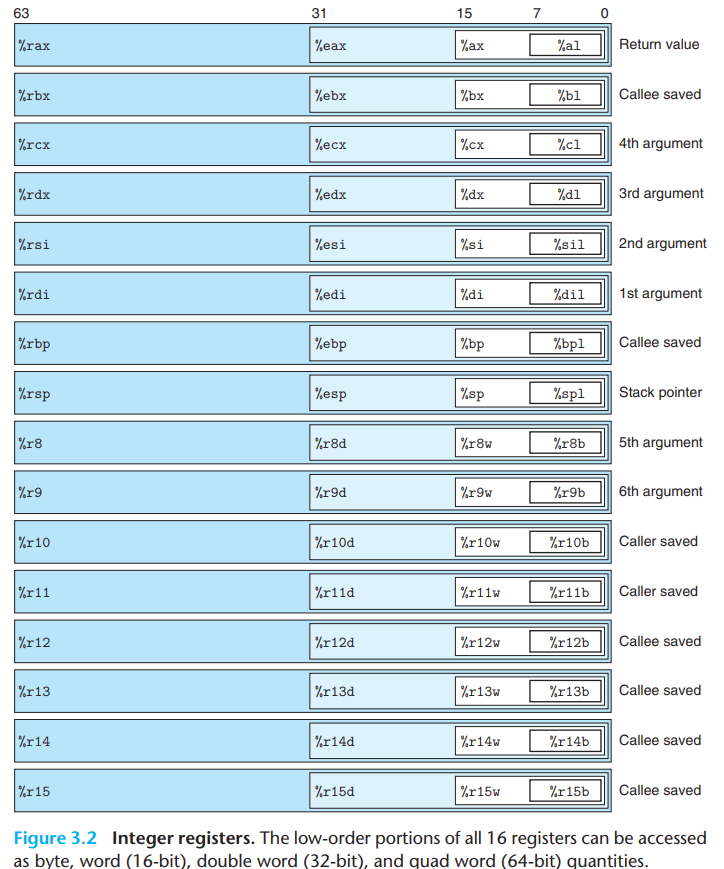 63 31 15 7 0
%rax %eax %ax %al Return value
%rbx %ebx %bx %bl Callee saved
%rcx %ecx %cx %cl 4th argument
%rdx %edx %dx %dl 3rd argument
%rsi %esi %si %sil 2nd argument
%rdi %edi %di %dil 1st argument
%rbp %ebp %bp %bpl Callee saved
%rsp %esp %sp %spl Stack pointer
%r8 %r8d %r8w %r8b 5th argument
%r9 %r9d %r9w %r9b 6th argument
%r10 %r10d %r10w %r10b Caller saved
%r11 %r11d %r11w %r11b Caller saved
%r12 %r12d %r12w %r12b Callee saved
%r13 %r13d %r13w %r13b Callee saved
%r14 %r14d %r14w %r14b Callee saved
%r15 %r15d %r15w %r15b Callee saved
Figure 3.2 Integer registers. The low-order portions of all 16 registers can be accessed
as byte, word (16-bit), double word (32-bit), and quad word (64-bit) quantities.